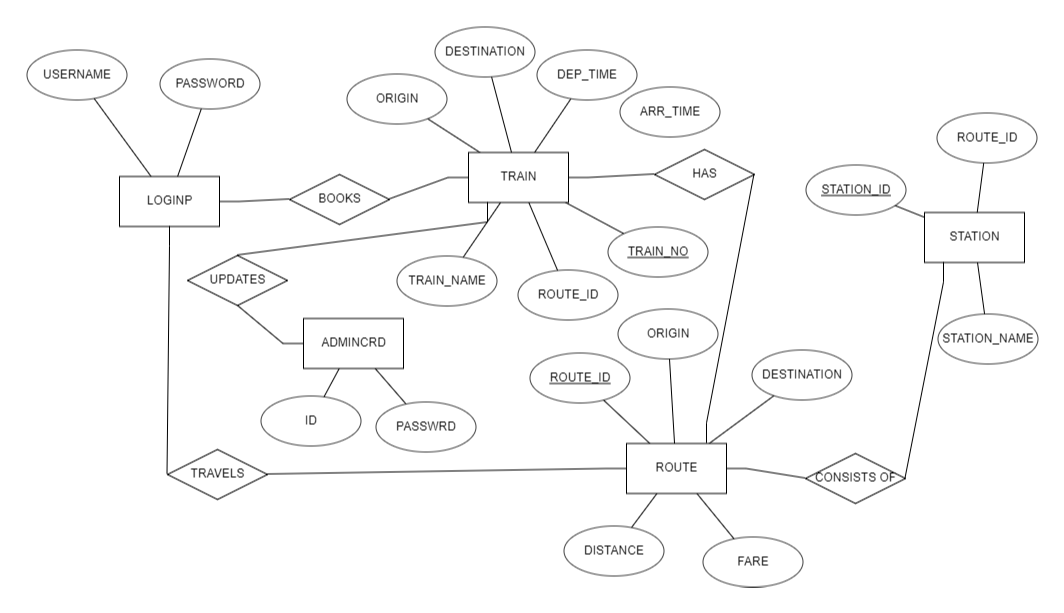 DESTINATION
USERNAME
PASSWORD
DEP_TIME
ORIGIN
ARR_TIME
ROUTE_ID
TRAIN
HAS
STATION_ID
LOGINP
BOOKS
STATION
TRAIN_NO
UPDATES
TRAIN_NAME
ROUTE_ID
ORIGIN
STATION_NAME
ADMINCRD
ROUTE_ID
DESTINATION
ID
PASSWRD
TRAVELS
ROUTE
CONSISTS OF
DISTANCE
FARE